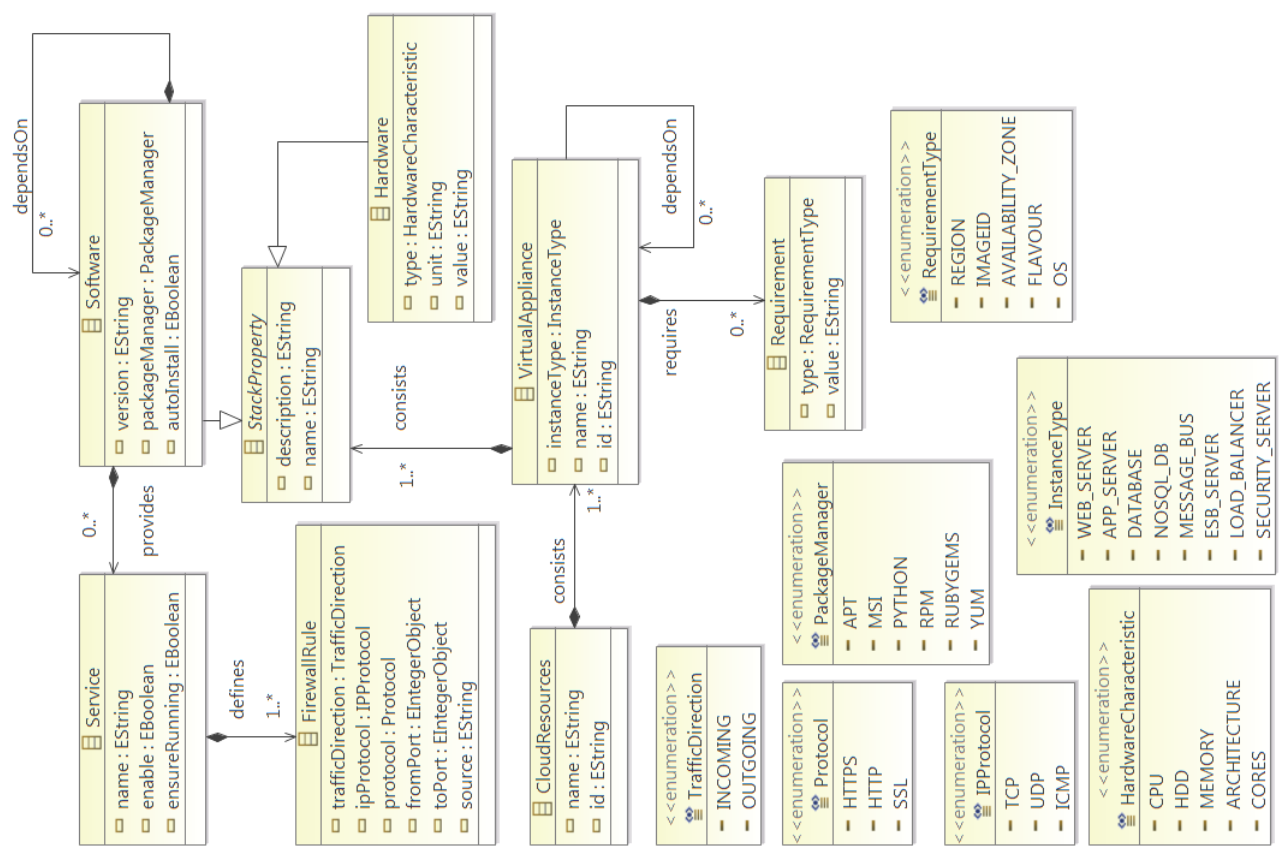 Service
name : EString
enable : EBoolean
ensureRunning : EBoolean
provides
0..*
Software
version : EString
packageManager : PackageManager
autoInstall : EBoolean
dependsOn
0..*
defines
1..*
FirewallRule
trafficDirection : TrafficDirection
ipProtocol : IPProtocol
protocol : Protocol
fromPort : EIntegerObject
toPort : EIntegerObject
source : EString
StackProperty
description : EString
name : EString
Hardware
type : HardwareCharacteristic
unit : EString
value : EString
consists
1..*
CloudResources
name : EString
id : EString
consists
1..*
VirtualAppliance
instanceType : InstanceType
name : EString
id : EString
dependsOn
0..*
requires
0..*
Requirement
type : RequirementType
value : EString
<<enumeration>>
TrafficDirection
INCOMING
OUTGOING
<<enumeration>>
Protocol
HTTPS
HTTP
SSL
<<enumeration>>
PackageManager
APT
MSI
PYTHON
RPM
RUBYGEMS
YUM
<<enumeration>>
RequirementType
REGION
IMAGEID
AVAILABILITY_ZONE
FLAVOUR
OS
<<enumeration>>
IPProtocol
TCP
UDP
ICMP
<<enumeration>>
InstanceType
WEB_SERVER
APP_SERVER
DATABASE
NOSQL_DB
MESSAGE_BUS
ESB_SERVER
LOAD_BALANCER
SECURITY_SERVER
<<enumeration>>
HardwareCharacteristic
CPU
HDD
MEMORY
ARCHITECTURE
CORES